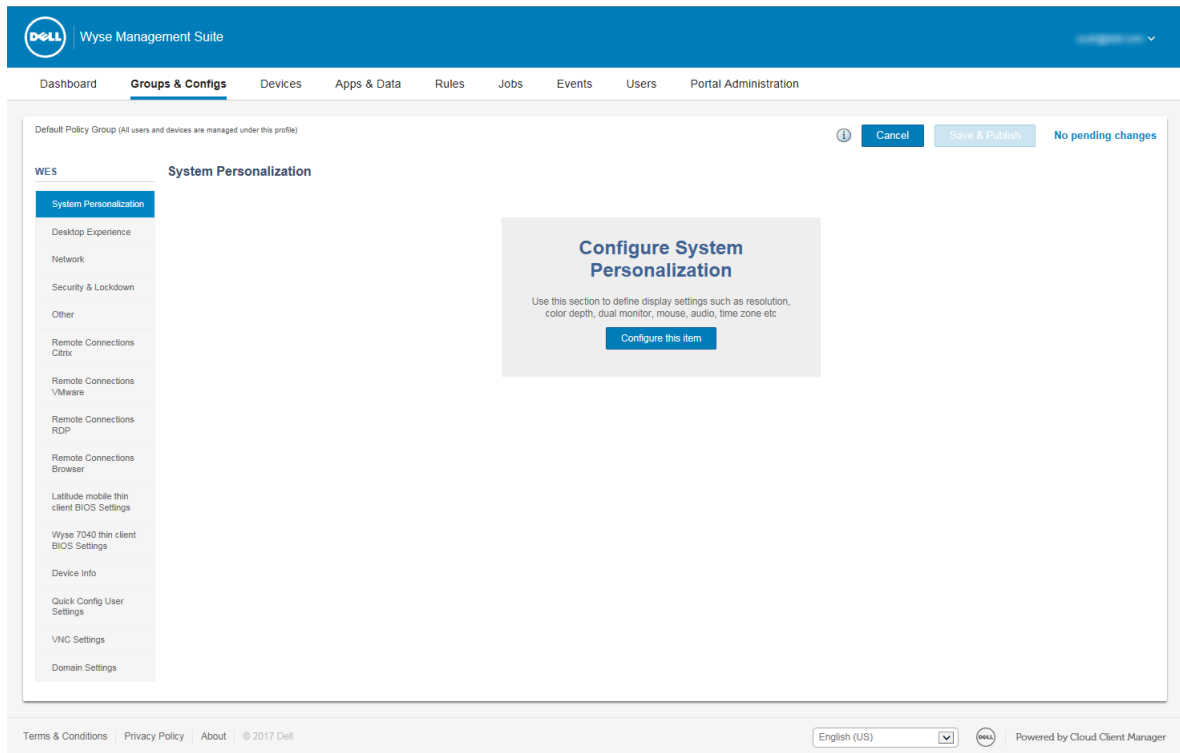 DELL
Wyse Management Suite
Dashboard
Groups & Configs
Devices
Apps & Data
Rules
Jobs
Events
Users
Portal Administration
Default Policy Group (All users and devices are managed under this profile)
i
Cancel
Save & Publish
No pending changes
WES
System Personalization
Desktop Experience
Network
Security & Lockdown
Other
Remote Connections
Citrix
Remote Connections
VMware
Remote Connections
RDP
Remote Connections
Browser
Latitude mobile thin
client BIOS Settings
Wyse 7040 thin client
BIOS Settings
Device Info
Quick Config User
Settings
VNC Settings
Domain Settings
System Personalization
Configure System
Personalization
Use this section to define display settings such as resolution,
color depth, dual monitor, mouse, audio, time zone etc
Configure this item
Terms & Conditions
Privacy Policy
About
© 2017 Dell
English (US)
DELL
Powered by Cloud Client Manager